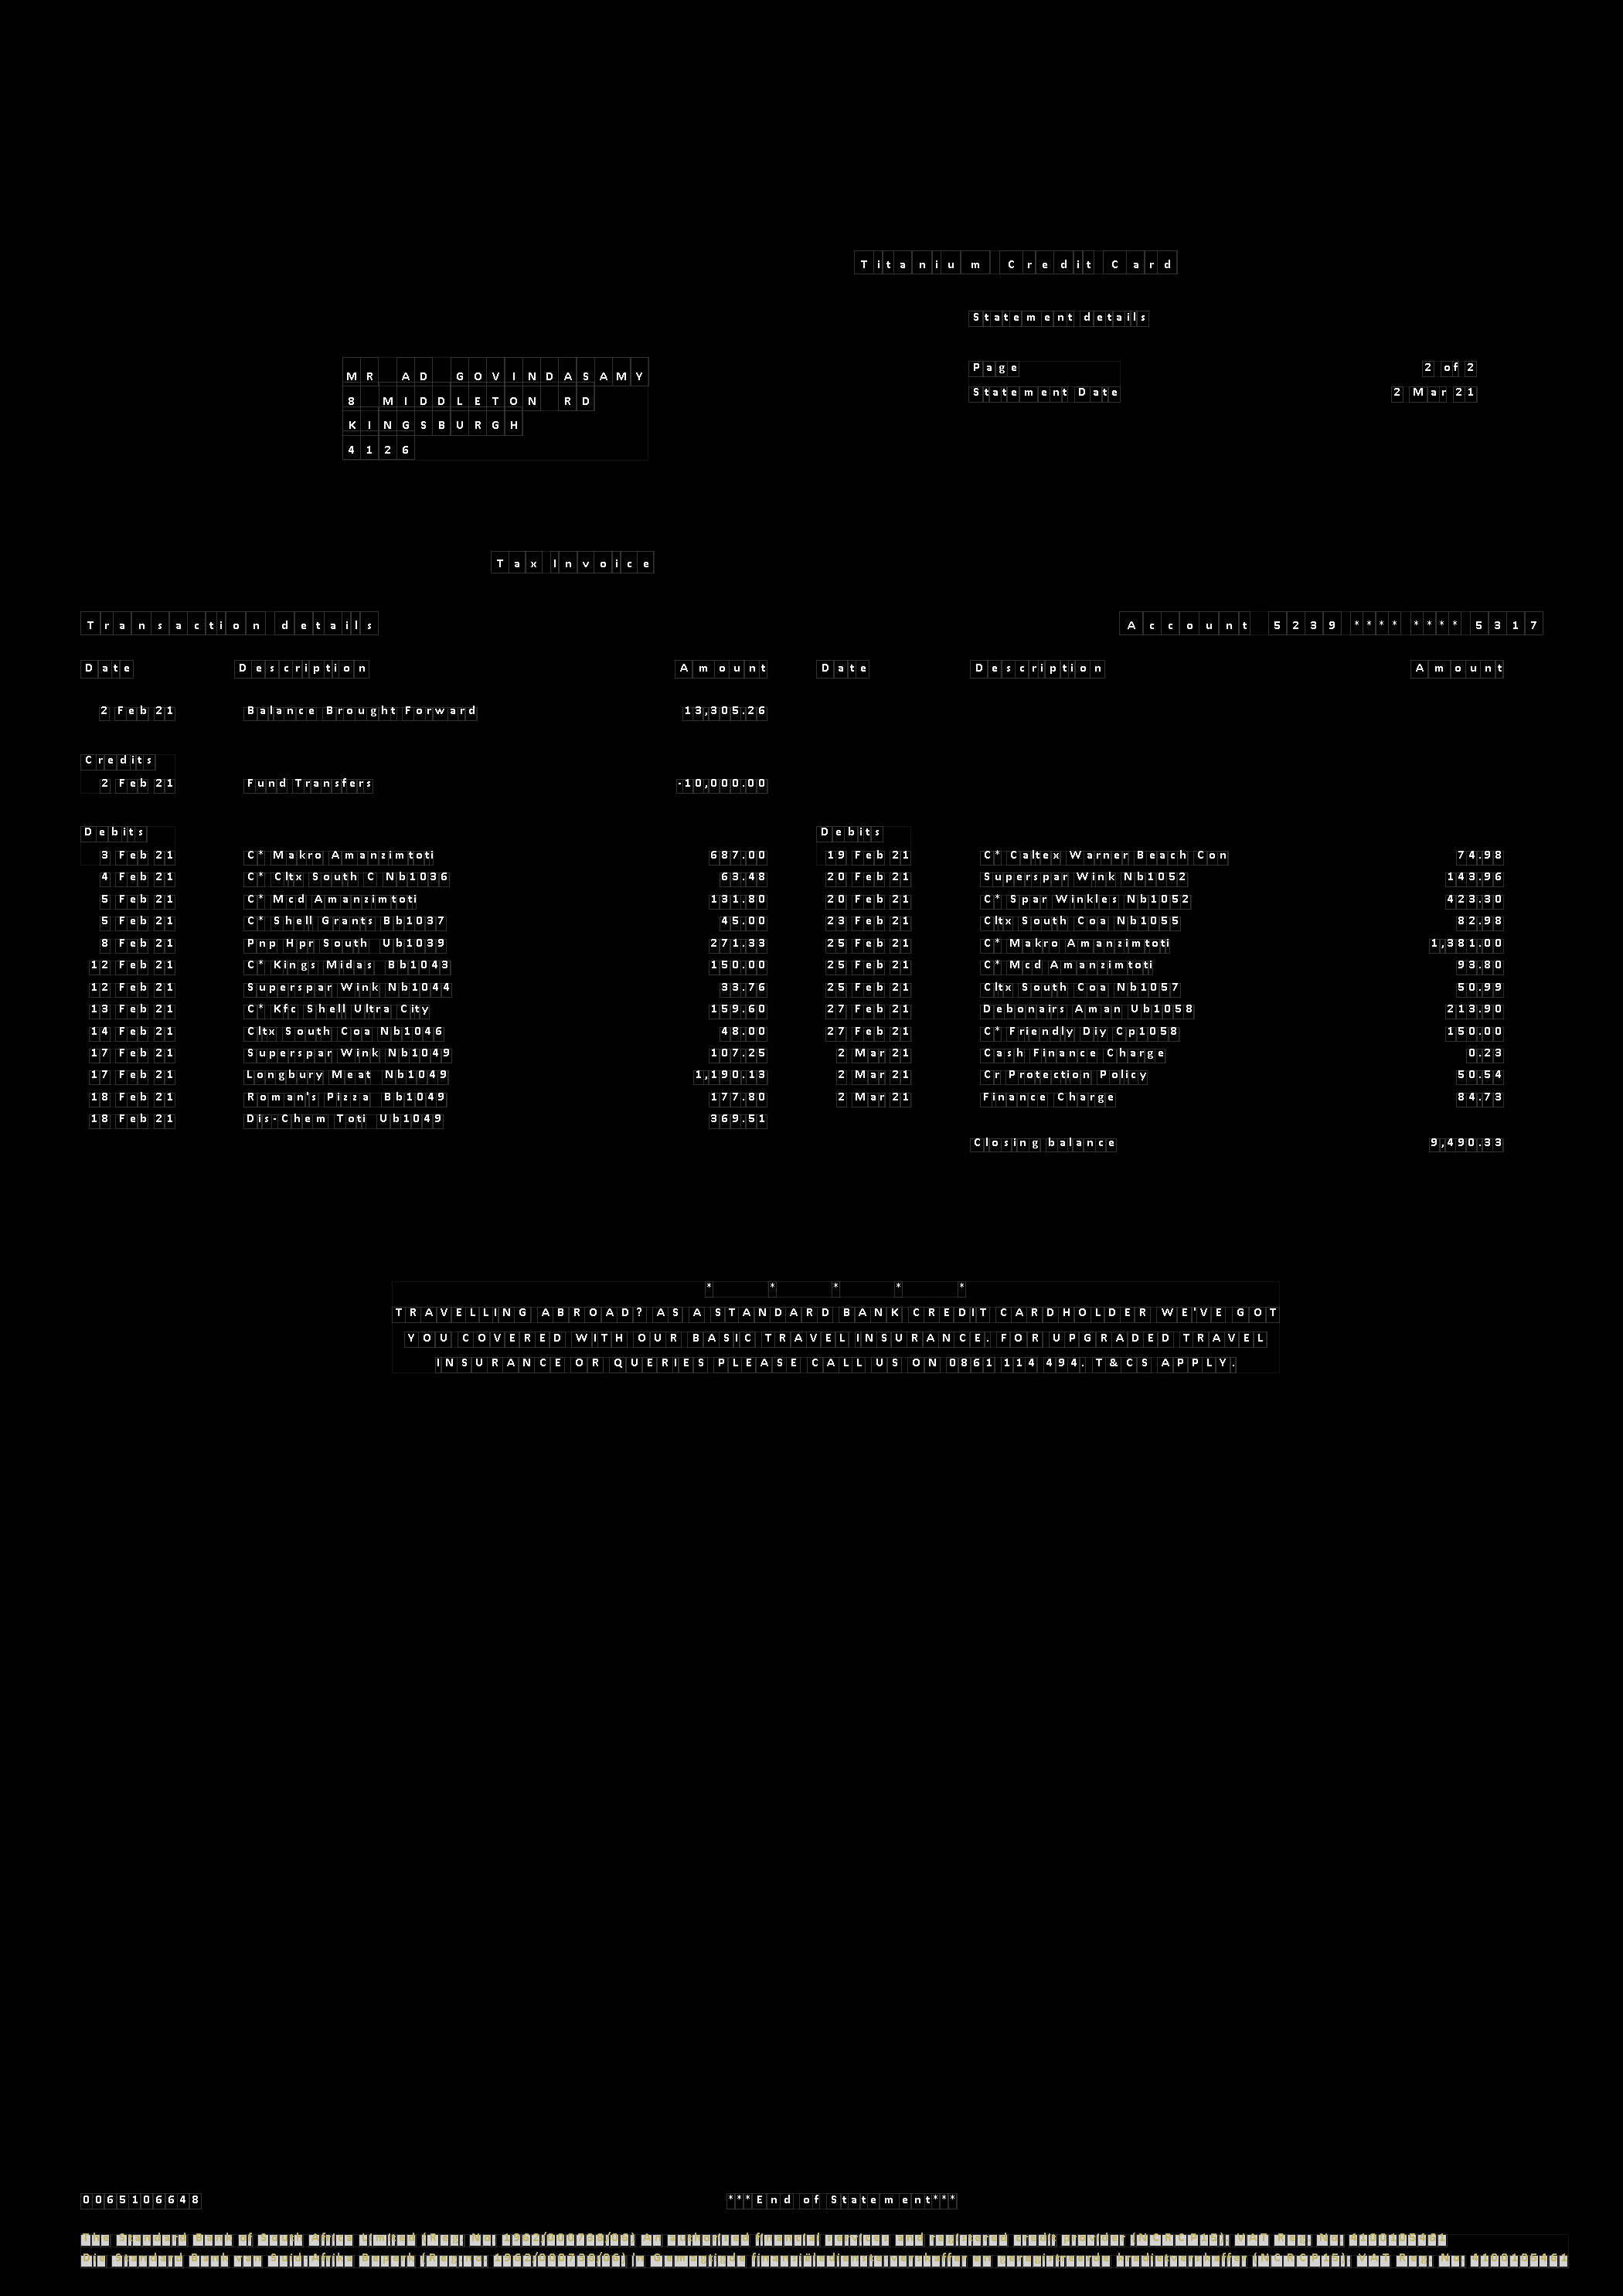 Titanium Credit Card
Statement details
Page 2 of 2
Statement Date 2 Mar 21
MR AD GOVINDASAMY
8 MIDDLETON RD
KINGSBURGH
4126
Tax Invoice
Transaction details
Account 5239 **** **** 5317
Date Description Amount Date Description Amount
2 Feb 21 Balance Brought Forward 13,305.26
Credits
2 Feb 21 Fund Transfers -10,000.00
Debits Debits
3 Feb 21 C* Makro Amanzimtoti 687.00 19 Feb 21 C* Caltex Warner Beach Con 74.98
4 Feb 21 C* Cltx South C Nb1036 63.48 20 Feb 21 Superspar Wink Nb1052 143.96
5 Feb 21 C* Mcd Amanzimtoti 131.80 20 Feb 21 C* Spar Winkles Nb1052 423.30
5 Feb 21 C* Shell Grants Bb1037 45.00 23 Feb 21 Cltx South Coa Nb1055 82.98
8 Feb 21 Pnp Hpr South Ub1039 271.33 25 Feb 21 C* Makro Amanzimtoti 1,381.00
12 Feb 21 C* Kings Midas Bb1043 150.00 25 Feb 21 C* Mcd Amanzimtoti 93.80
12 Feb 21 Superspar Wink Nb1044 33.76 25 Feb 21 Cltx South Coa Nb1057 50.99
13 Feb 21 C* Kfc Shell Ultra City 159.60 27 Feb 21 Debonairs Aman Ub1058 213.90
14 Feb 21 Cltx South Coa Nb1046 48.00 27 Feb 21 C* Friendly Diy Cp1058 150.00
17 Feb 21 Superspar Wink Nb1049 107.25 2 Mar 21 Cash Finance Charge 0.23
17 Feb 21 Longbury Meat Nb1049 1,190.13 2 Mar 21 Cr Protection Policy 50.54
18 Feb 21 Roman's Pizza Bb1049 177.80 2 Mar 21 Finance Charge 84.73
18 Feb 21 Dis-Chem Toti Ub1049 369.51
Closing balance 9,490.33
* * * * *
TRAVELLING ABROAD? AS A STANDARD BANK CREDIT CARDHOLDER WE'VE GOT
YOU COVERED WITH OUR BASIC TRAVEL INSURANCE. FOR UPGRADED TRAVEL
INSURANCE OR QUERIES PLEASE CALL US ON 0861 114 494. T&CS APPLY.
0065106648 ***End of Statement***